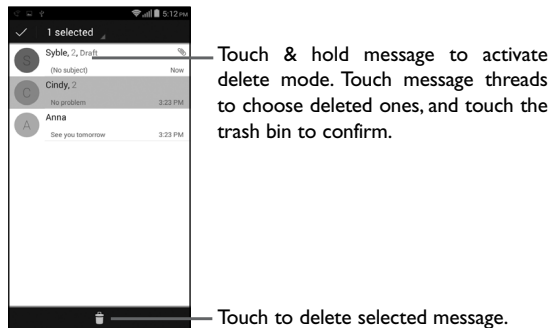 5:12 PM
1 selected
S
Syble, 2, Draft
(No subject) Now
C
Cindy, 2
No problem 3:23 PM
A
Anna
See you tomorrow 3:23 PM
Touch & hold message to activate
delete mode. Touch message threads
to choose deleted ones, and touch the
trash bin to confirm.
Touch to delete selected message.